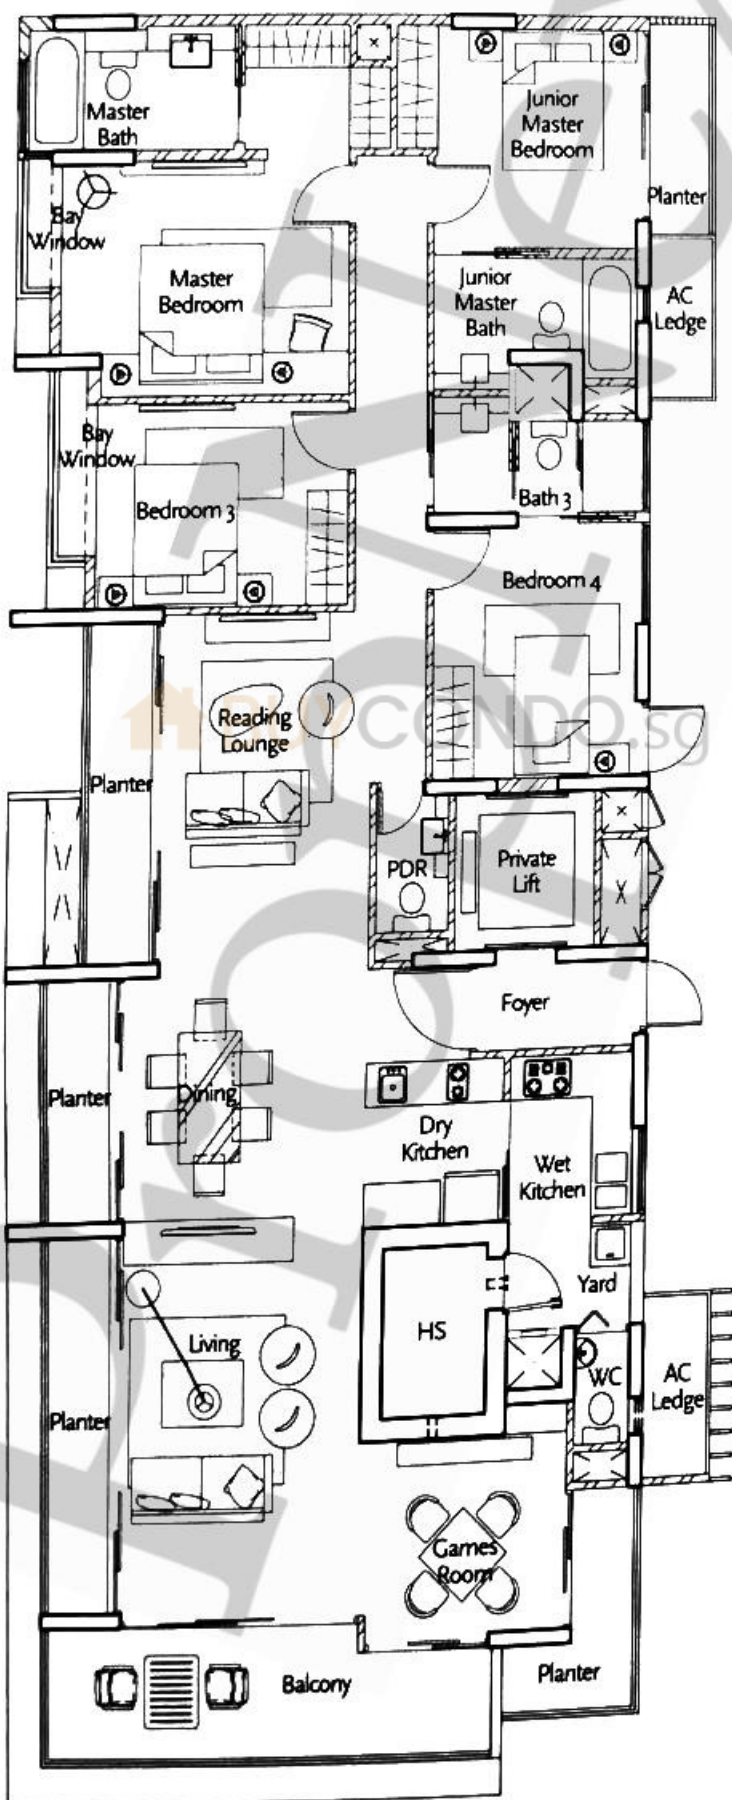 Master
Bath
Junior
Master
Bedroom
Planter
Bay
Window
Master
Bedroom
Junior
Master
Bath
AC
Ledge
Bay
Window
Bedroom 3
Bath 3
Bedroom 4
BUYCONDO.sg
Reading
Lounge
Planter
PDR
Private
Lift
Foyer
Planter
Dining
Dry
Kitchen
Wet
Kitchen
Yard
HS
Living
WC
AC
Ledge
Planter
Games
Room
Balcony
Planter